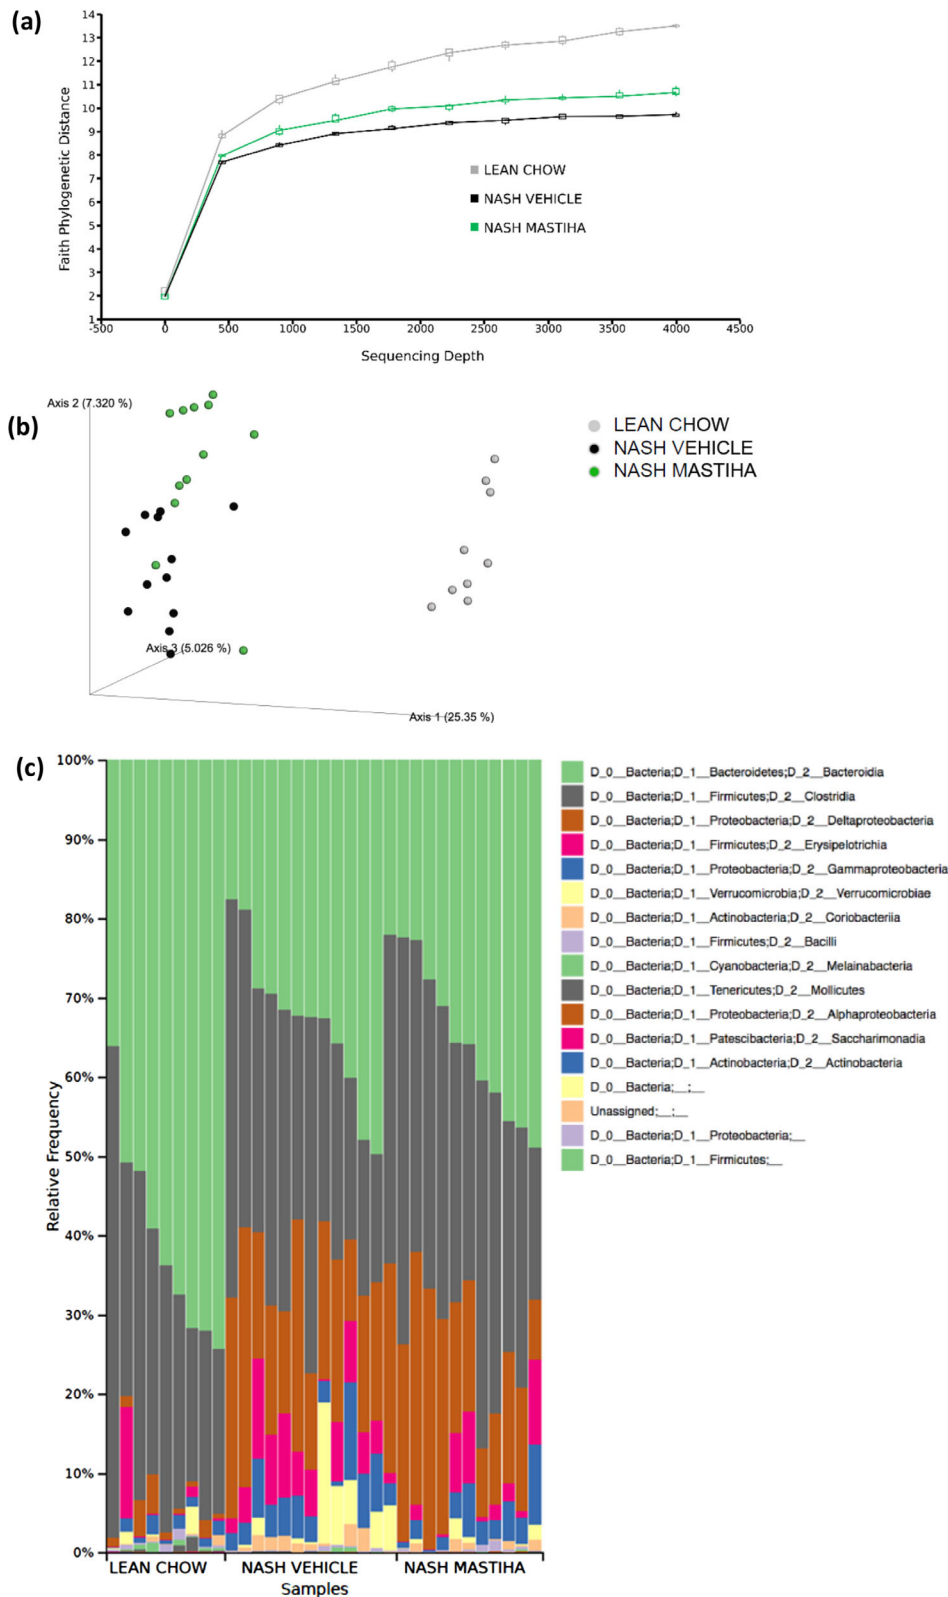 (a)
14
13
12
11
10
9
8
7
6
5
4
3
2
1
Faith Phylogenetic Distance
LEAN CHOW
NASH VEHICLE
NASH MASTIHA
-500 0 500 1000 1500 2000 2500 3000 3500 4000 4500
Sequencing Depth
(b)
Axis 2 (7.320 %)
LEAN CHOW
NASH VEHICLE
NASH MASTIHA
Axis 3 (5.026 %)
Axis 1 (25.35 %)
(c)
100%
90%
80%
70%
60%
50%
40%
30%
20%
10%
0%
Relative Frequency
LEAN CHOW NASH VEHICLE NASH MASTIHA
Samples
D_0__Bacteria;D_1__Bacteroidetes;D_2__Bacteroidia
D_0__Bacteria;D_1__Firmicutes;D_2__Clostridia
D_0__Bacteria;D_1__Proteobacteria;D_2__Deltaproteobacteria
D_0__Bacteria;D_1__Firmicutes;D_2__Erysipelotrichia
D_0__Bacteria;D_1__Proteobacteria;D_2__Gammaproteobacteria
D_0__Bacteria;D_1__Verrucomicrobia;D_2__Verrucomicrobiae
D_0__Bacteria;D_1__Actinobacteria;D_2__Coriobacteriia
D_0__Bacteria;D_1__Firmicutes;D_2__Bacilli
D_0__Bacteria;D_1__Cyanobacteria;D_2__Melainabacteria
D_0__Bacteria;D_1__Tenericutes;D_2__Mollicutes
D_0__Bacteria;D_1__Proteobacteria;D_2__Alphaproteobacteria
D_0__Bacteria;D_1__Patescibacteria;D_2__Saccharimonadia
D_0__Bacteria;D_1__Actinobacteria;D_2__Actinobacteria
D_0__Bacteria;__;__
Unassigned;__;__
D_0__Bacteria;D_1__Proteobacteria;__
D_0__Bacteria;D_1__Firmicutes;__